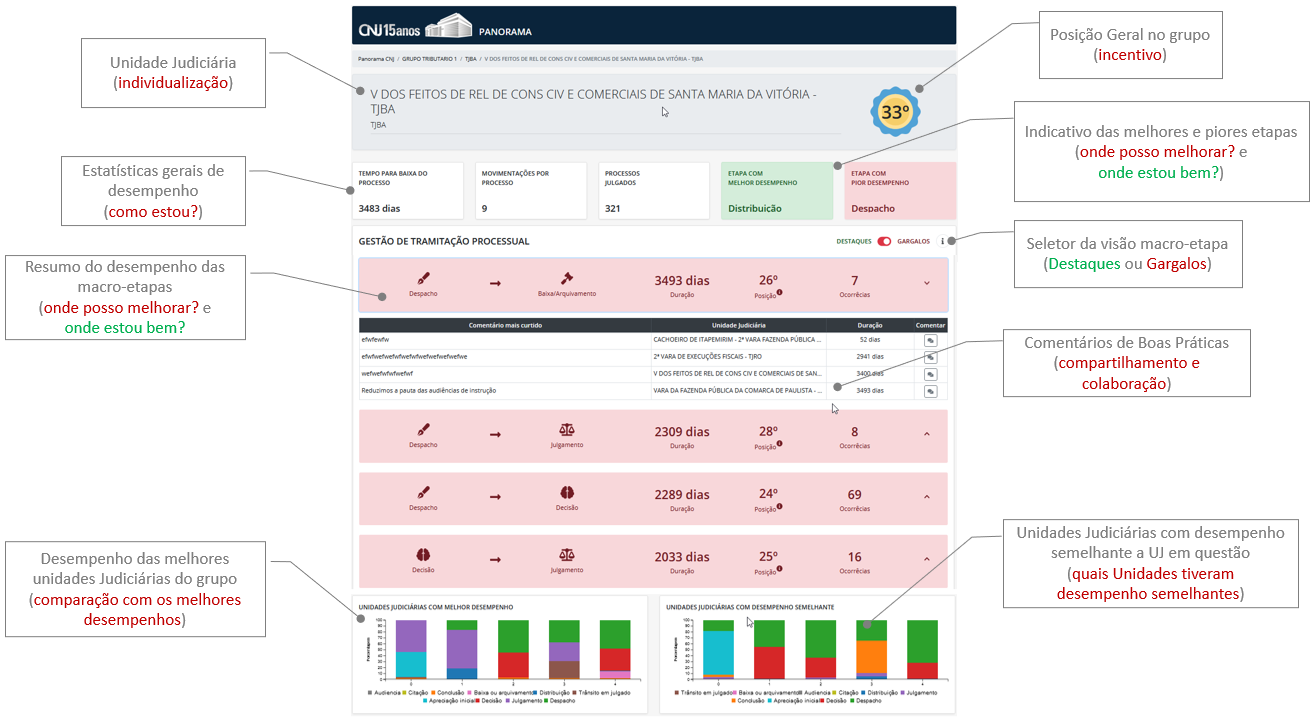 CNJ 15anos
PANORAMA
Panorama CNJ / GRUPO TRIBUTARIO 1 / TJBA / V DOS FEITOS DE REL DE CONS CIV E COMERCIAIS DE SANTA MARIA DA VITÓRIA - TJBA
V DOS FEITOS DE REL DE CONS CIV E COMERCIAIS DE SANTA MARIA DA VITÓRIA -
TJBA
TJBA
33º
Unidade Judiciária
(individualização)
Posição Geral no grupo
(incentivo)
Estatísticas gerais de
desempenho
(como estou?)
Indicativo das melhores e piores etapas
(onde posso melhorar? e
onde estou bem?)
TEMPO PARA BAIXA DO
PROCESSO
3483 dias
MOVIMENTAÇÕES POR
PROCESSO
9
PROCESSOS
JULGADOS
321
ETAPA COM
MELHOR DESEMPENHO
Distribuição
ETAPA COM
PIOR DESEMPENHO
Despacho
GESTÃO DE TRAMITAÇÃO PROCESSUAL
DESTAQUES
GARGALOS
i
Seletor da visão macro-etapa
(Destaques ou Gargalos)
Resumo do desempenho das
macro-etapas
(onde posso melhorar? e
onde estou bem?
Despacho
Baixa/Arquivamento
3493 dias
Duração
26º
Posição
7
Ocorrêcias
Comentário mais curtido Unidade Judiciária Duração Comentar
efwfewfw CACHOEIRO DE ITAPEMIRIM - 2ª VARA FAZENDA PÚBLICA ... 52 dias
efwfwefwefwfwefwfwefwefwefwefwe 2ª VARA DE EXECUÇÕES FISCAIS - TJRO 2941 dias
wefwefwfwfwefwf V DOS FEITOS DE REL DE CONS CIV E COMERCIAIS DE SAN... 3400 dias
Reduzimos a pauta das audiências de instrução VARA DA FAZENDA PÚBLICA DA COMARCA DE PAULISTA - ... 3493 dias
Comentários de Boas Práticas
(compartilhamento e
colaboração)
Despacho
Julgamento
2309 dias
Duração
28º
Posição
8
Ocorrêcias
Despacho
Decisão
2289 dias
Duração
24º
Posição
69
Ocorrêcias
Decisão
Julgamento
2033 dias
Duração
25º
Posição
16
Ocorrêcias
Desempenho das melhores
unidades Judiciárias do grupo
(comparação com os melhores
desempenhos)
Unidades Judiciárias com desempenho
semelhante a UJ em questão
(quais Unidades tiveram
desempenho semelhantes)
UNIDADES JUDICIÁRIAS COM MELHOR DESEMPENHO
Porcentagem
100
90
80
70
60
50
40
30
20
10
0
0 1 2 3 4
Audiencia Citação Conclusão Baixa ou arquivamento Distribuição Trânsito em julgado
Apreciação inicial Decisão Julgamento Despacho
UNIDADES JUDICIÁRIAS COM DESEMPENHO SEMELHANTE
Porcentagem
100
90
80
70
60
50
40
30
20
10
0
0 1 2 3 4
Trânsito em julgado Baixa ou arquivamento Audiencia Citação Distribuição Julgamento
Conclusão Apreciação inicial Decisão Despacho